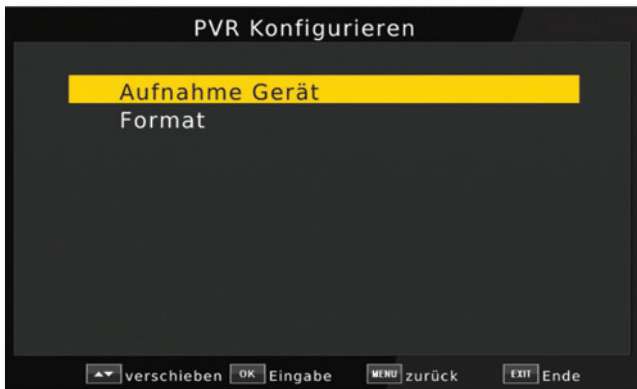 PVR Konfigurieren
Aufnahme Gerät
Format
▲▼ verschieben OK Eingabe MENU zurück EXIT Ende